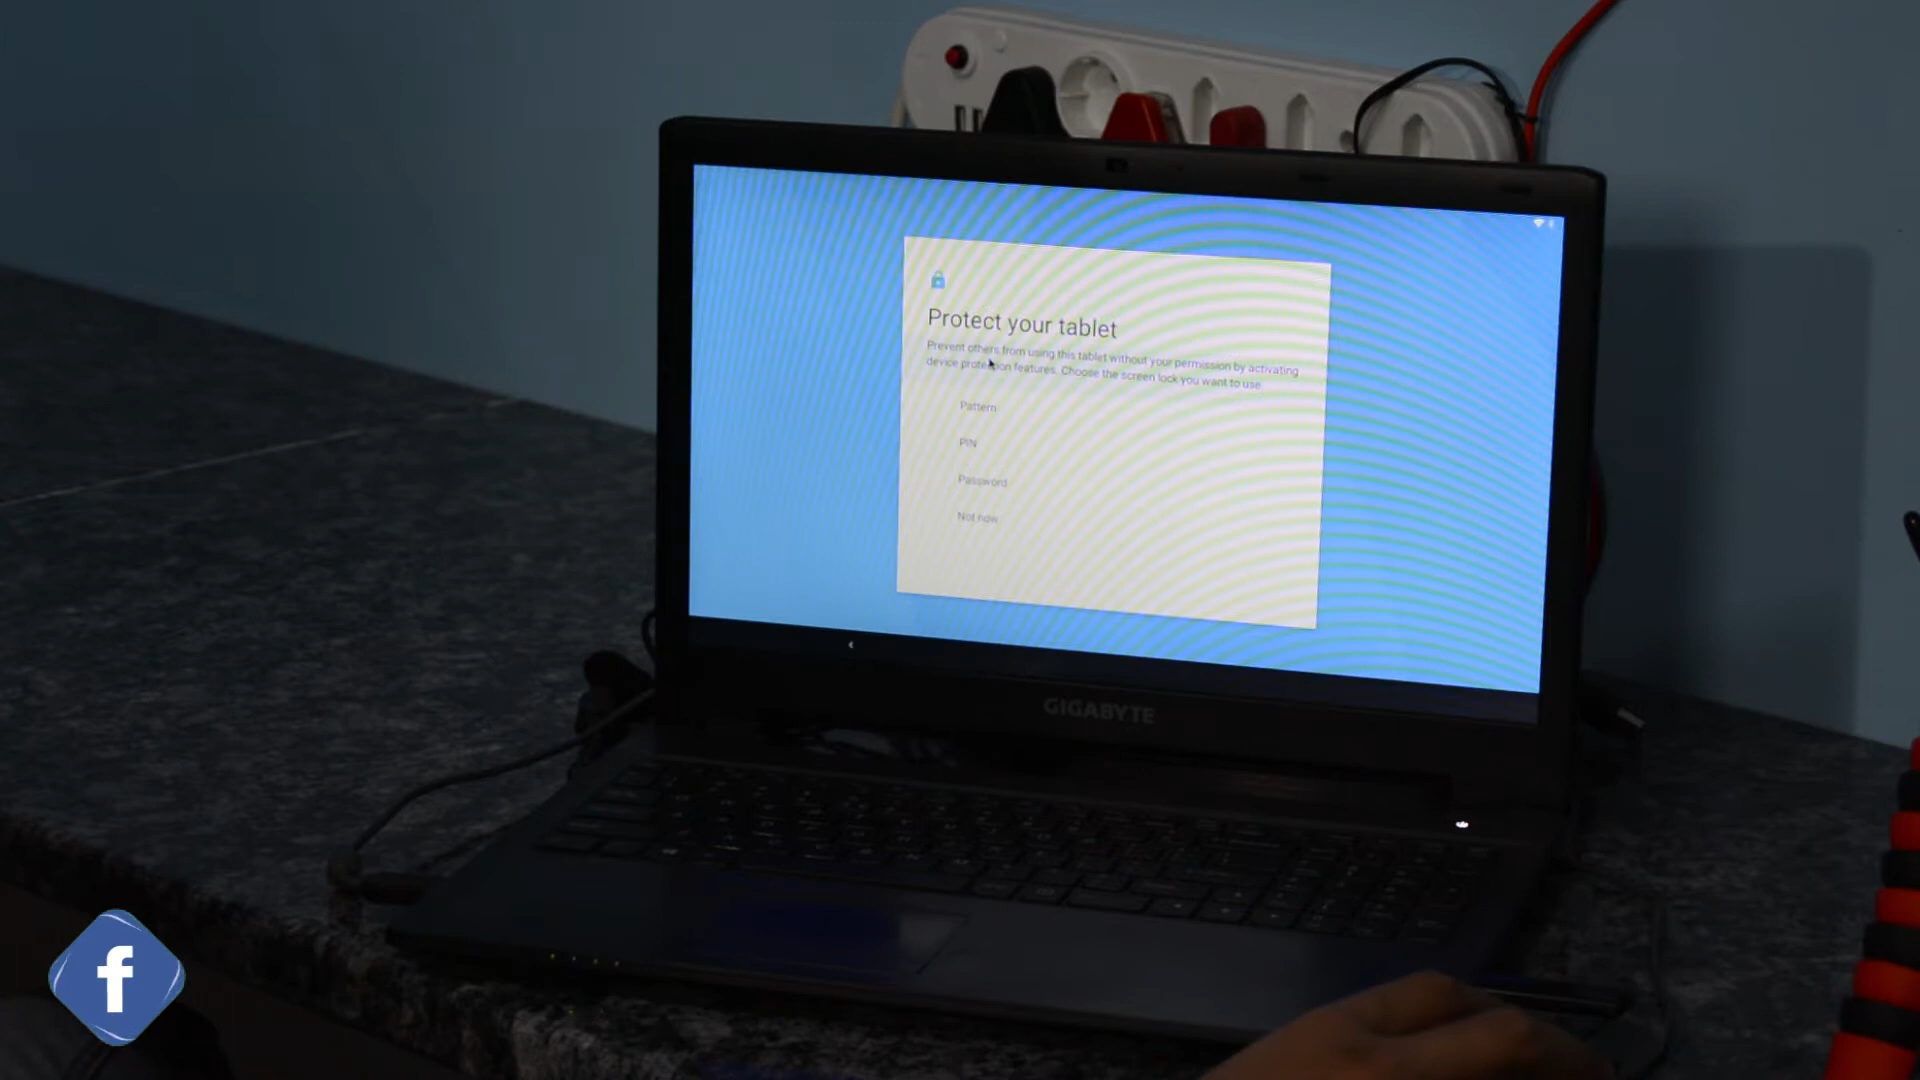 Protect your tablet
Prevent others from using this tablet without your permission by activating
device protection features. Choose the screen lock you want to use
Pattern
PIN
Password
Not now
GIGABYTE
f